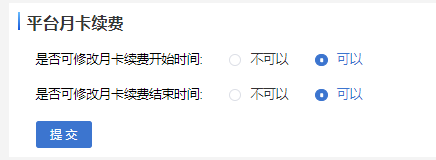 平台月卡续费
是否可修改月卡续费开始时间: 不可以 可以
是否可修改月卡续费结束时间: 不可以 可以
提交